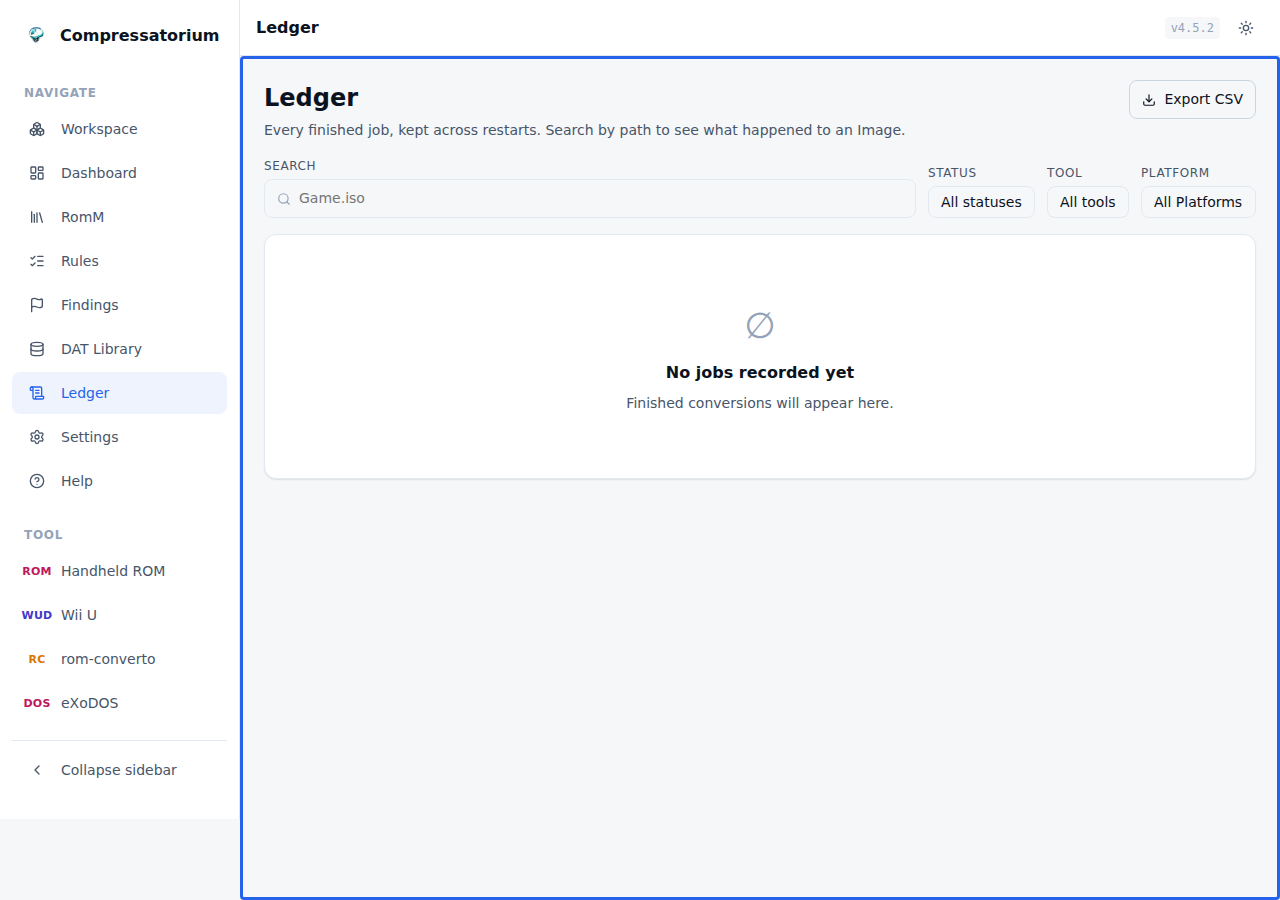 Compressatorium
NAVIGATE
Workspace
Dashboard
RomM
Rules
Findings
DAT Library
Ledger
Settings
Help
TOOL
ROM Handheld ROM
WUD Wii U
RC rom-converto
DOS eXoDOS
Collapse sidebar
Ledger
v4.5.2
Ledger
Export CSV
Every finished job, kept across restarts. Search by path to see what happened to an Image.
SEARCH
Game.iso
STATUS
All statuses
TOOL
All tools
PLATFORM
All Platforms
No jobs recorded yet
Finished conversions will appear here.